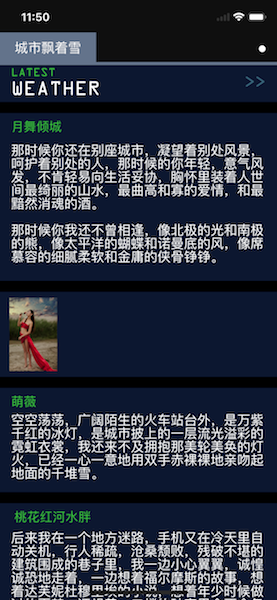 11:50
城市飘着雪
LATEST
WEATHER
>>
月舞倾城
那时候你还在别座城市，凝望着别处风景，
呵护着别处的人，那时候的你年轻，意气风
发，不肯轻易向生活妥协，胸怀里装着人世
间最绮丽的山水，最曲高和寡的爱情，和最
黯然消魂的酒。
那时候你我还不曾相逢，像北极的光和南极
的熊，像太平洋的蝴蝶和诺曼底的风，像席
慕容的细腻柔软和金庸的侠骨铮铮。
萌薇
空空荡荡，广阔陌生的火车站台外，是万紫
千红的冰灯，是城市披上的一层流光溢彩的
霓虹衣裳，我还来不及拥抱那美轮美奂的灯
火，已经一心一意地用双手赤裸裸地亲吻起
地面的千堆雪。
桃花红河水胖
后来我在一个地方迷路，手机又在冷天里自
动关机，行人稀疏，沧桑颓败，残破不堪的
建筑围成的巷子里，我一边小心翼翼，诚惶
诚恐地走着，一边想着福尔摩斯的故事，想
着达芙妮杜穆里埃的小说，想着年少时候做